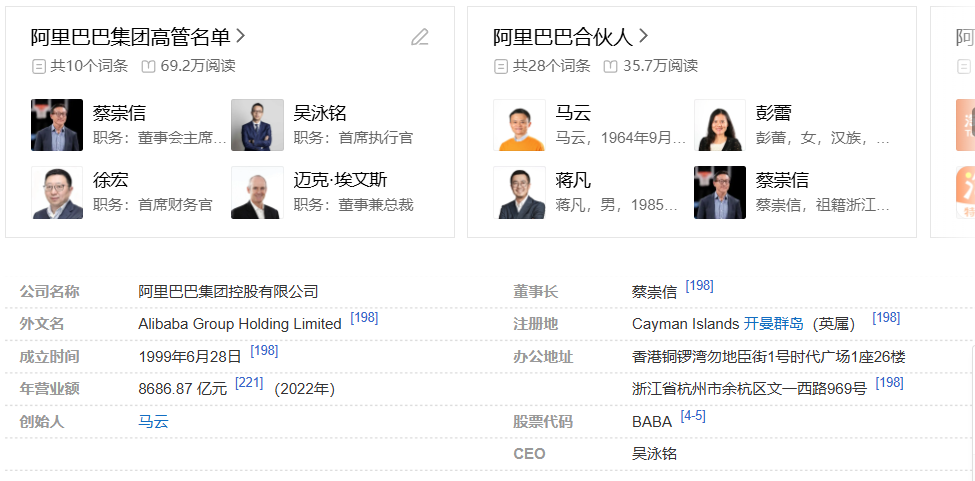 阿里巴巴集团高管名单
共10个词条 69.2万阅读
蔡崇信
职务：董事会主席...
吴泳铭
职务：首席执行官
徐宏
职务：首席财务官
迈克·埃文斯
职务：董事兼总裁
阿里巴巴合伙人
共28个词条 35.7万阅读
马云
马云，1964年9月...
彭蕾
彭蕾，女，汉族，...
蒋凡
蒋凡，男，1985...
蔡崇信
蔡崇信，祖籍浙江...
公司名称 阿里巴巴集团控股有限公司
外文名 Alibaba Group Holding Limited [198]
成立时间 1999年6月28日 [198]
年营业额 8686.87 亿元 [221] （2022年）
创始人 马云
董事长 蔡崇信 [198]
注册地 Cayman Islands 开曼群岛（英属） [198]
办公地址 香港铜锣湾勿地臣街1号时代广场1座26楼
浙江省杭州市余杭区文一西路969号 [198]
股票代码 BABA [4-5]
CEO 吴泳铭